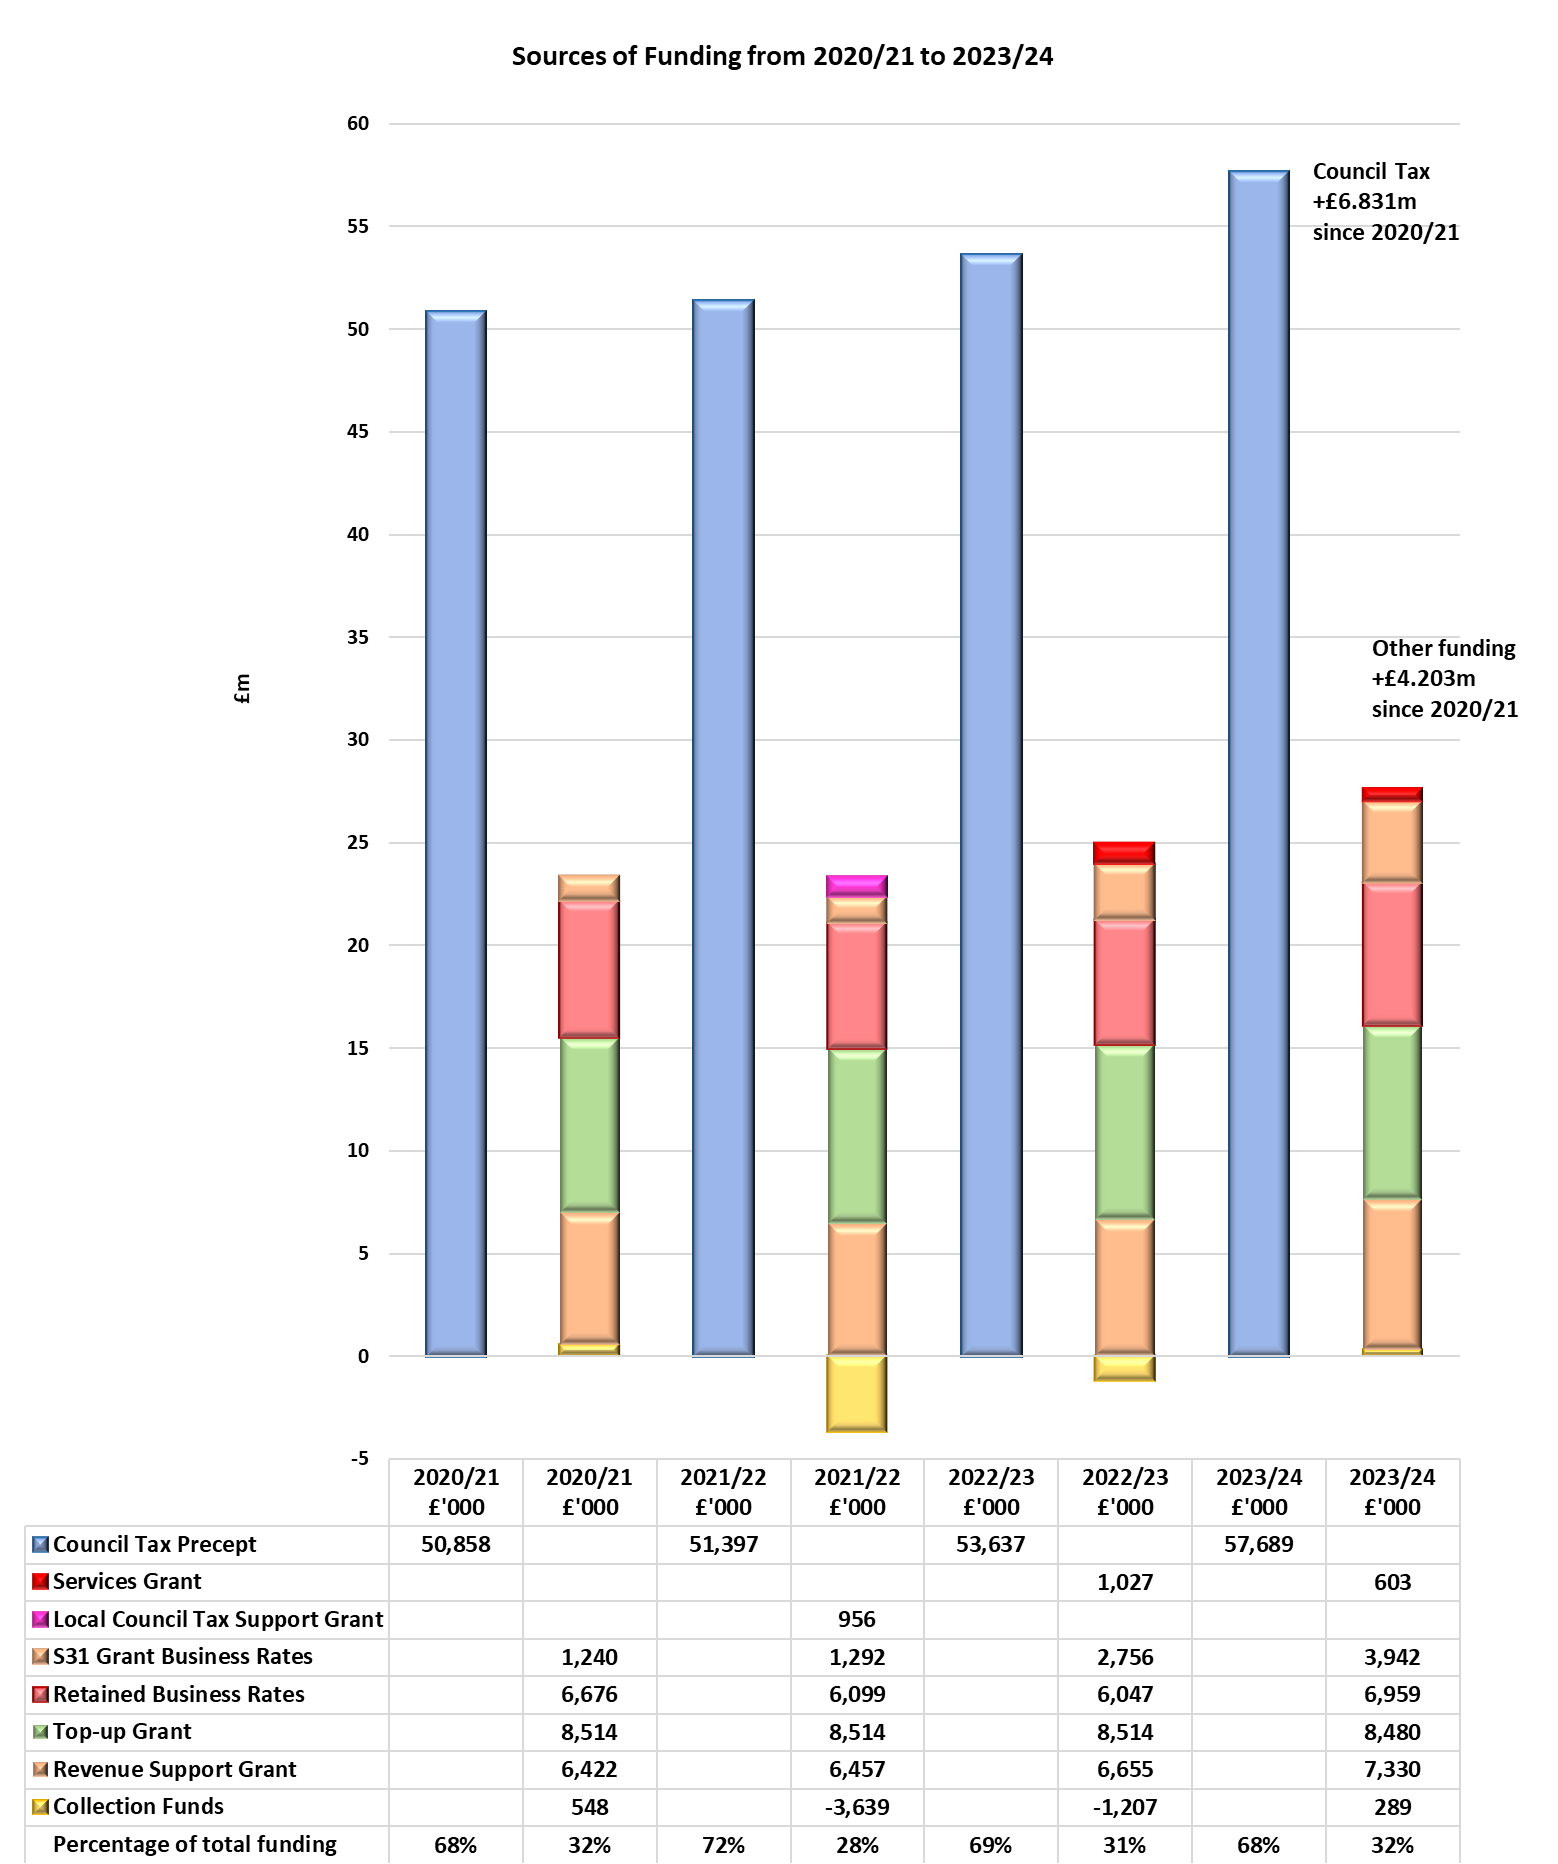 Sources of Funding from 2020/21 to 2023/24
60
55
50
45
40
35
30
25
20
15
10
5
0
-5
£m
Council Tax
+£6.831m
since 2020/21
Other funding
+£4.203m
since 2020/21
2020/21 2020/21 2021/22 2021/22 2022/23 2022/23 2023/24 2023/24
£'000 £'000 £'000 £'000 £'000 £'000 £'000 £'000
Council Tax Precept 50,858 51,397 53,637 57,689
Services Grant 1,027 603
Local Council Tax Support Grant 956
S31 Grant Business Rates 1,240 1,292 2,756 3,942
Retained Business Rates 6,676 6,099 6,047 6,959
Top-up Grant 8,514 8,514 8,514 8,480
Revenue Support Grant 6,422 6,457 6,655 7,330
Collection Funds 548 -3,639 -1,207 289
Percentage of total funding 68% 32% 72% 28% 69% 31% 68% 32%